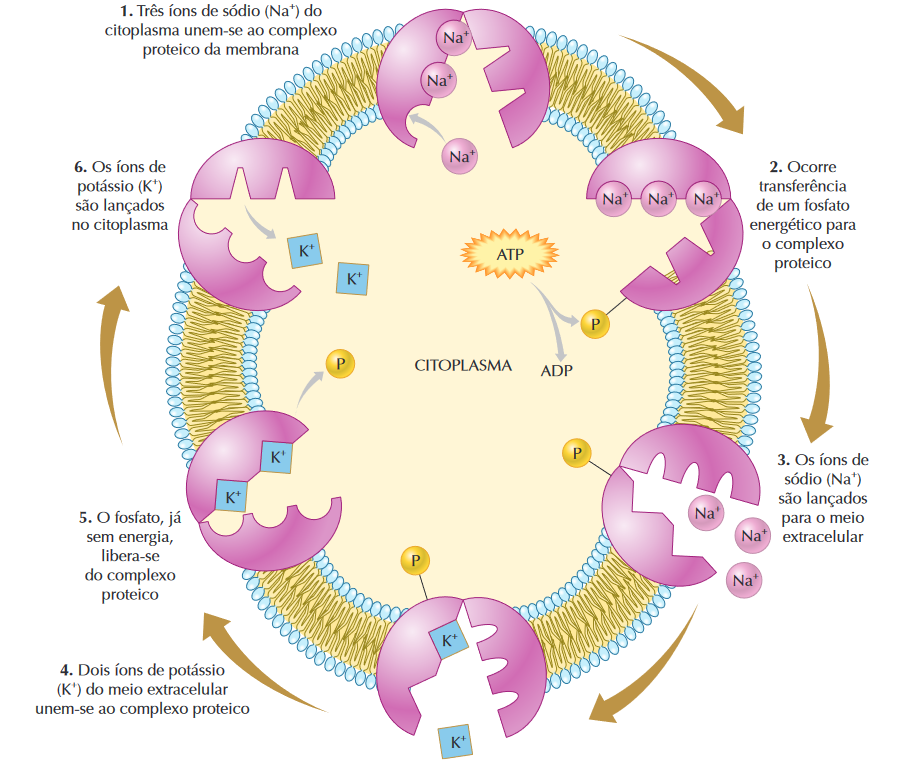 1. Três íons de sódio (Na⁺) do
citoplasma unem-se ao complexo
proteico da membrana
Na⁺
Na⁺
Na⁺
2. Ocorre
transferência
de um fosfato
energético para
o complexo
proteico
Na⁺ Na⁺ Na⁺
ATP
P
ADP
CITOPLASMA
3. Os íons de
sódio (Na⁺)
são lançados
para o meio
extracelular
P
Na⁺
Na⁺
Na⁺
4. Dois íons de potássio
(K⁺) do meio extracelular
unem-se ao complexo proteico
P
K⁺
K⁺
5. O fosfato, já
sem energia,
libera-se
do complexo
proteico
P
K⁺
K⁺
6. Os íons de
potássio (K⁺)
são lançados
no citoplasma
K⁺
K⁺